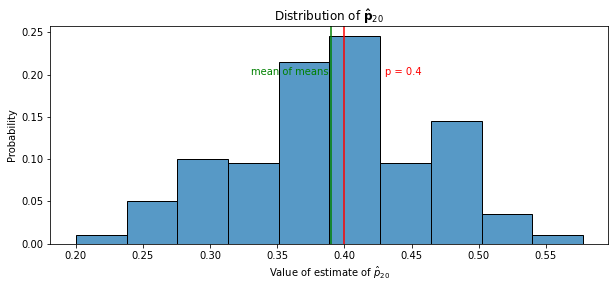 Distribution of p̂₂₀
0.25
0.20
0.15
0.10
0.05
0.00
Probability
mean of means
p = 0.4
0.20 0.25 0.30 0.35 0.40 0.45 0.50 0.55
Value of estimate of p̂₂₀